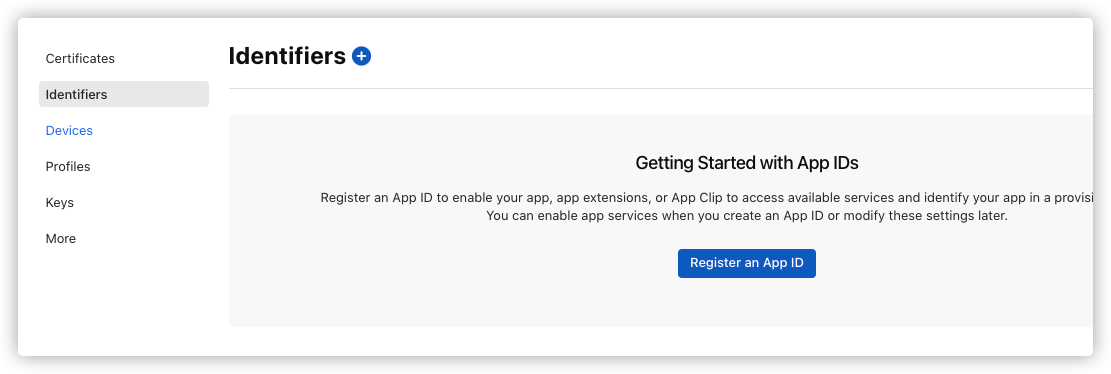 Certificates
Identifiers
Devices
Profiles
Keys
More
Identifiers
Getting Started with App IDs
Register an App ID to enable your app, app extensions, or App Clip to access available services and identify your app in a
You can enable app services when you create an App ID or modify these settings later.
Register an App ID